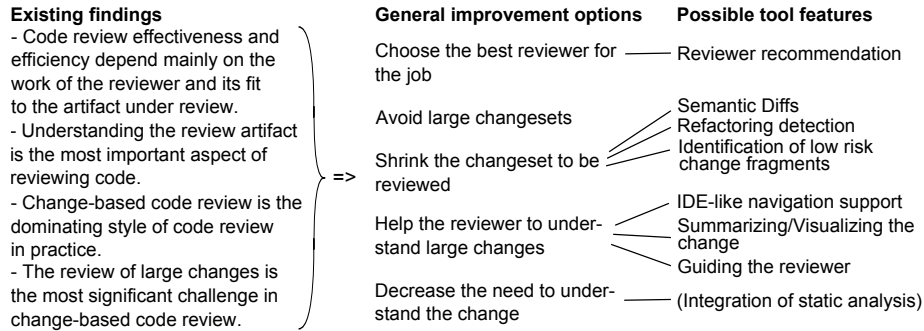 Existing findings
- Code review effectiveness and
efficiency depend mainly on the
work of the reviewer and its fit
to the artifact under review.
- Understanding the review artifact
is the most important aspect of
reviewing code.
- Change-based code review is the
dominating style of code review
in practice.
- The review of large changes is
the most significant challenge in
change-based code review.
=>
General improvement options
Choose the best reviewer for
the job
Avoid large changesets
Shrink the changeset to be
reviewed
Help the reviewer to under-
stand large changes
Decrease the need to under-
stand the change
Possible tool features
Reviewer recommendation
Semantic Diffs
Refactoring detection
Identification of low risk
change fragments
IDE-like navigation support
Summarizing/Visualizing the
change
Guiding the reviewer
(Integration of static analysis)